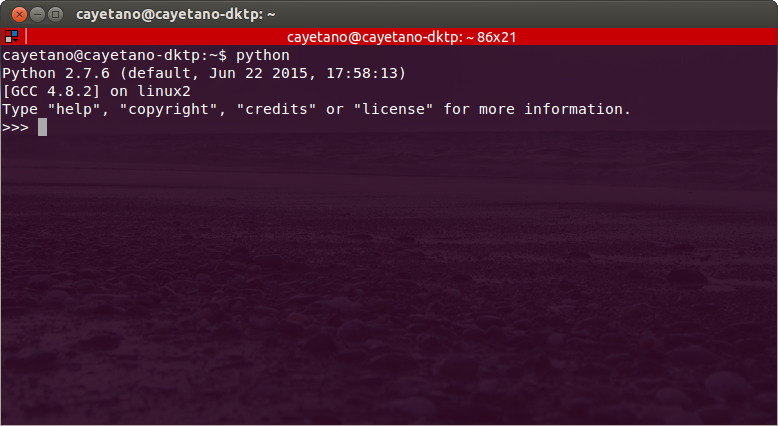 cayetano@cayetano-dktp: ~
cayetano@cayetano-dktp: ~ 86x21
cayetano@cayetano-dktp:~$ python
Python 2.7.6 (default, Jun 22 2015, 17:58:13)
[GCC 4.8.2] on linux2
Type "help", "copyright", "credits" or "license" for more information.
>>>